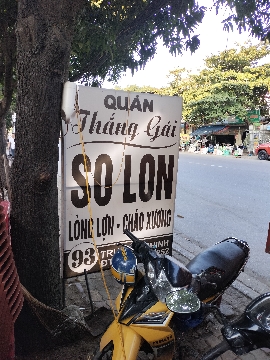 QUÁN
Thắng Gái
SO LON
LÒNG LỢN - CHÁO XƯƠNG
93